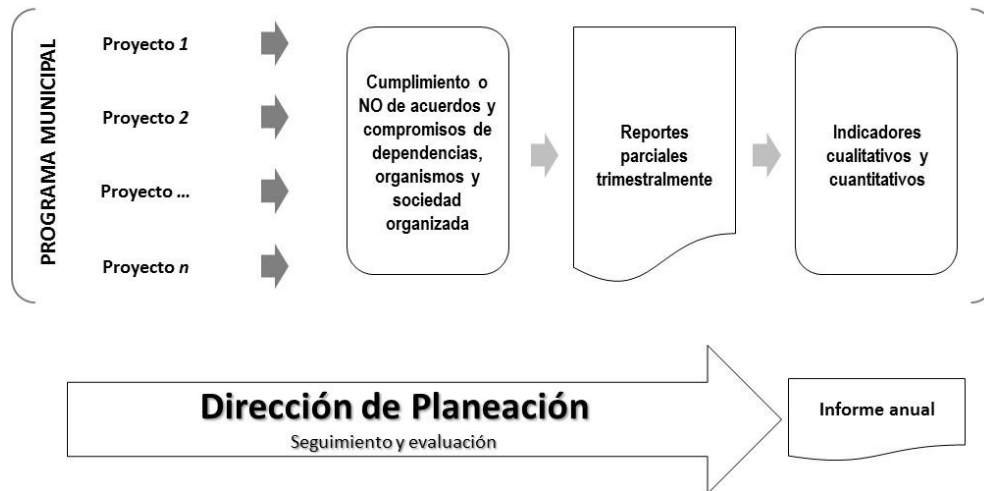 PROGRAMA MUNICIPAL
Proyecto 1
Proyecto 2
Proyecto ...
Proyecto n
Cumplimiento o
NO de acuerdos y
compromisos de
dependencias,
organismos y
sociedad
organizada
Reportes
parciales
trimestralmente
Indicadores
cualitativos y
cuantitativos
Dirección de Planeación
Seguimiento y evaluación
Informe anual